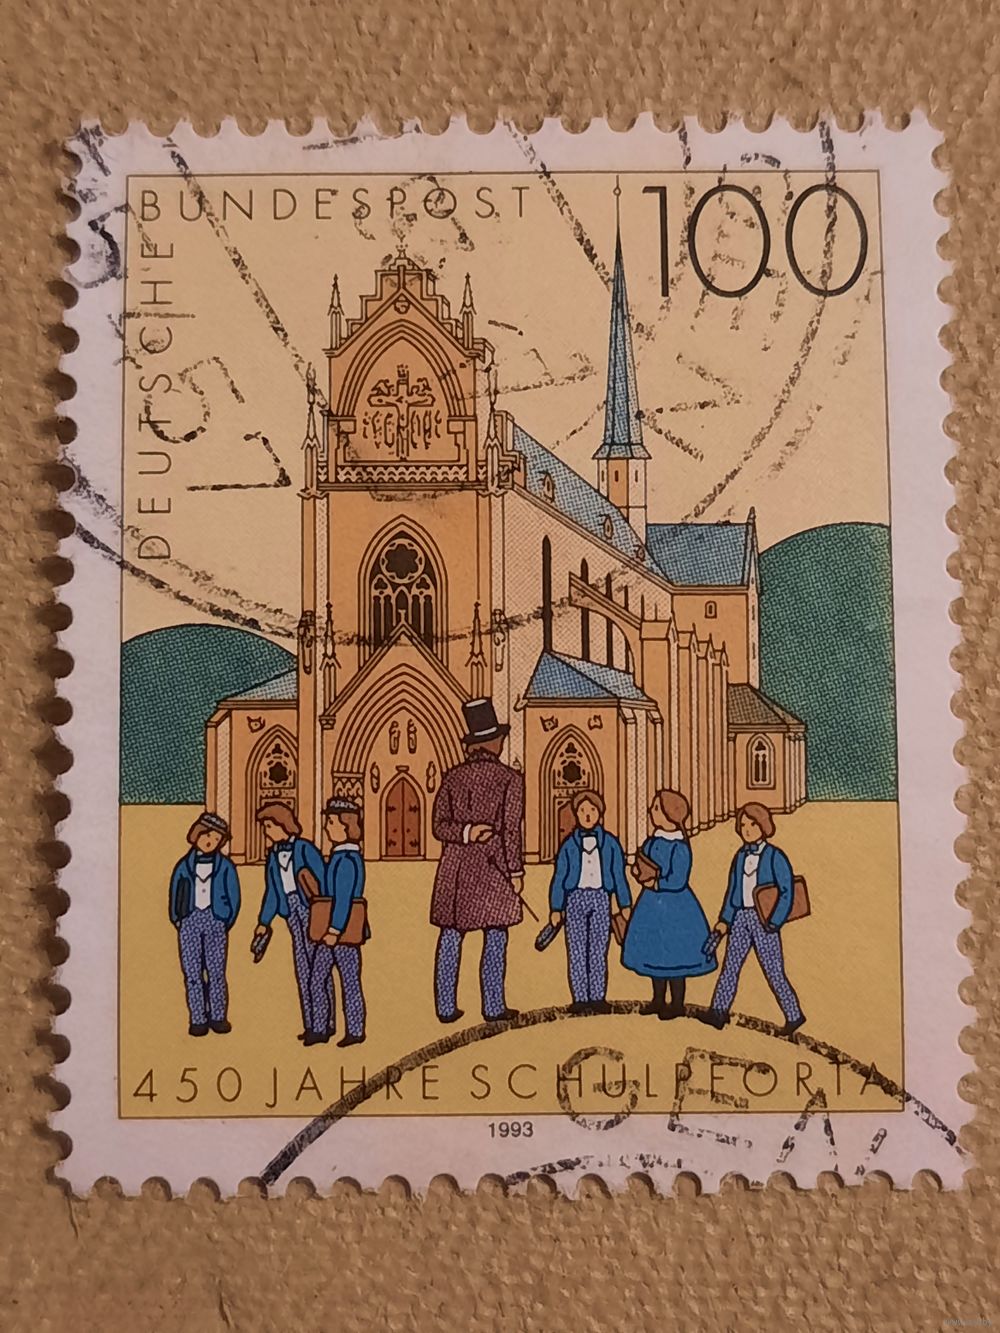 DEUTSCHE
BUNDESPOST
100
450 JAHRE SCHULPFORTA
1993